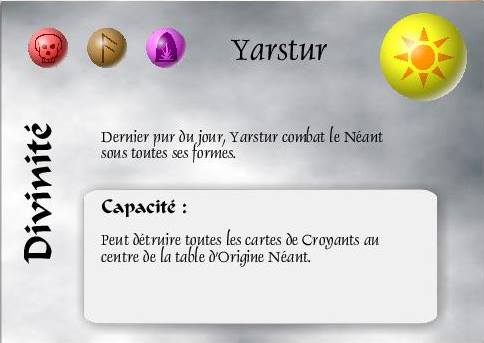 Yarstur
Divinité
Dernier pur du jour, Yarstur combat le Néant
sous toutes ses formes.
Capacité :
Peut détruire toutes les cartes de Croyants au
centre de la table d'Origine Néant.